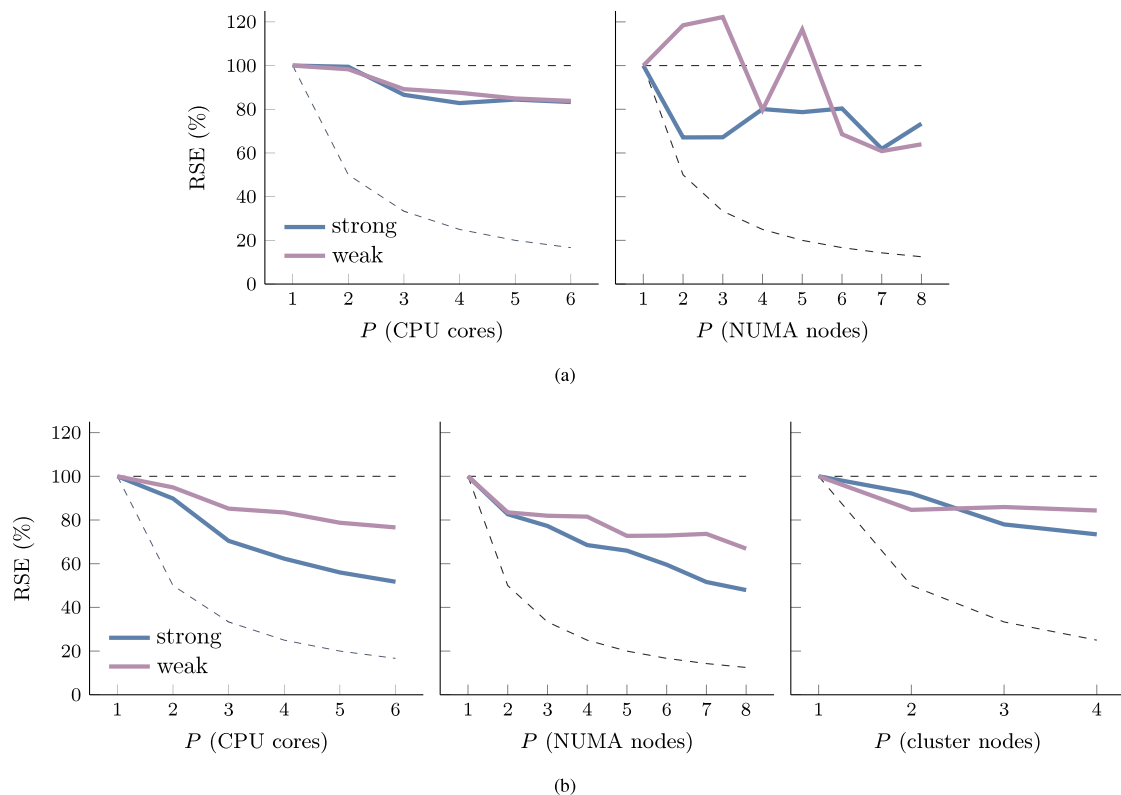 120
100
80
60
40
20
0
RSE (%)
strong
weak
1 2 3 4 5 6
P (CPU cores)
1 2 3 4 5 6 7 8
P (NUMA nodes)
(a)
120
100
80
60
40
20
0
RSE (%)
strong
weak
1 2 3 4 5 6
P (CPU cores)
1 2 3 4 5 6 7 8
P (NUMA nodes)
1 2 3 4
P (cluster nodes)
(b)